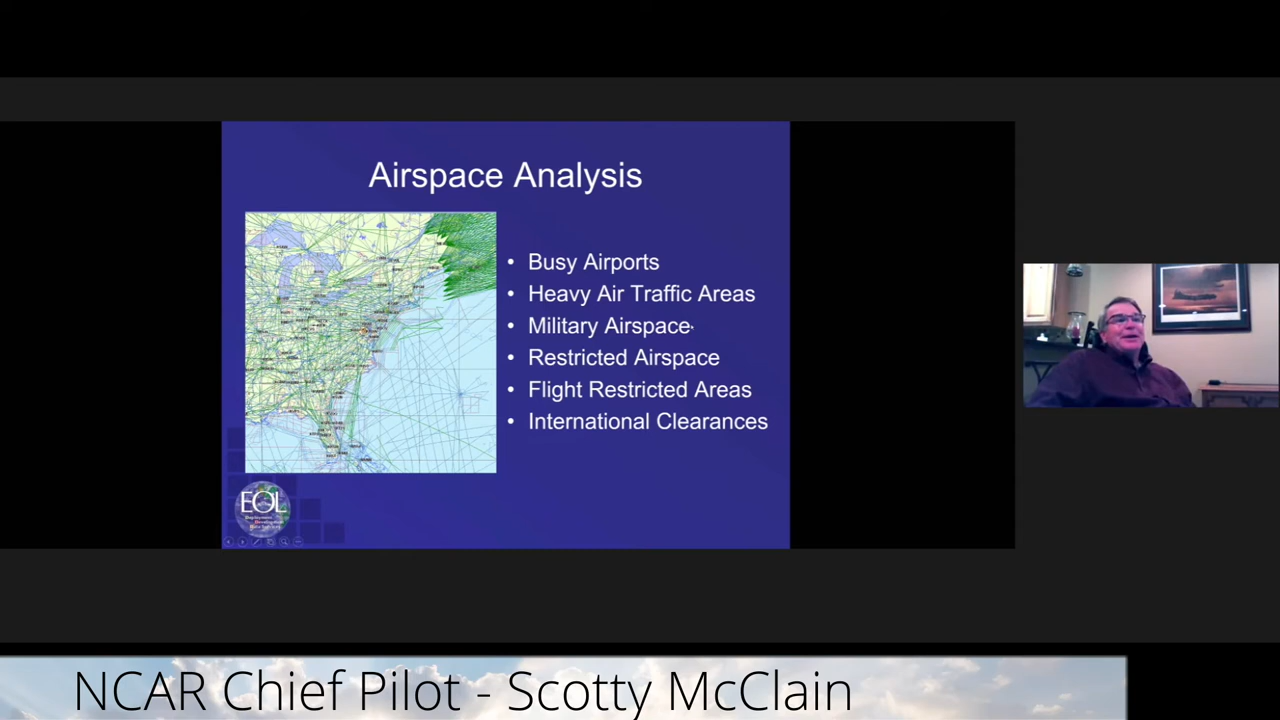 Airspace Analysis
• Busy Airports
• Heavy Air Traffic Areas
• Military Airspace
• Restricted Airspace
• Flight Restricted Areas
• International Clearances
EOL
NCAR Chief Pilot - Scotty McClain